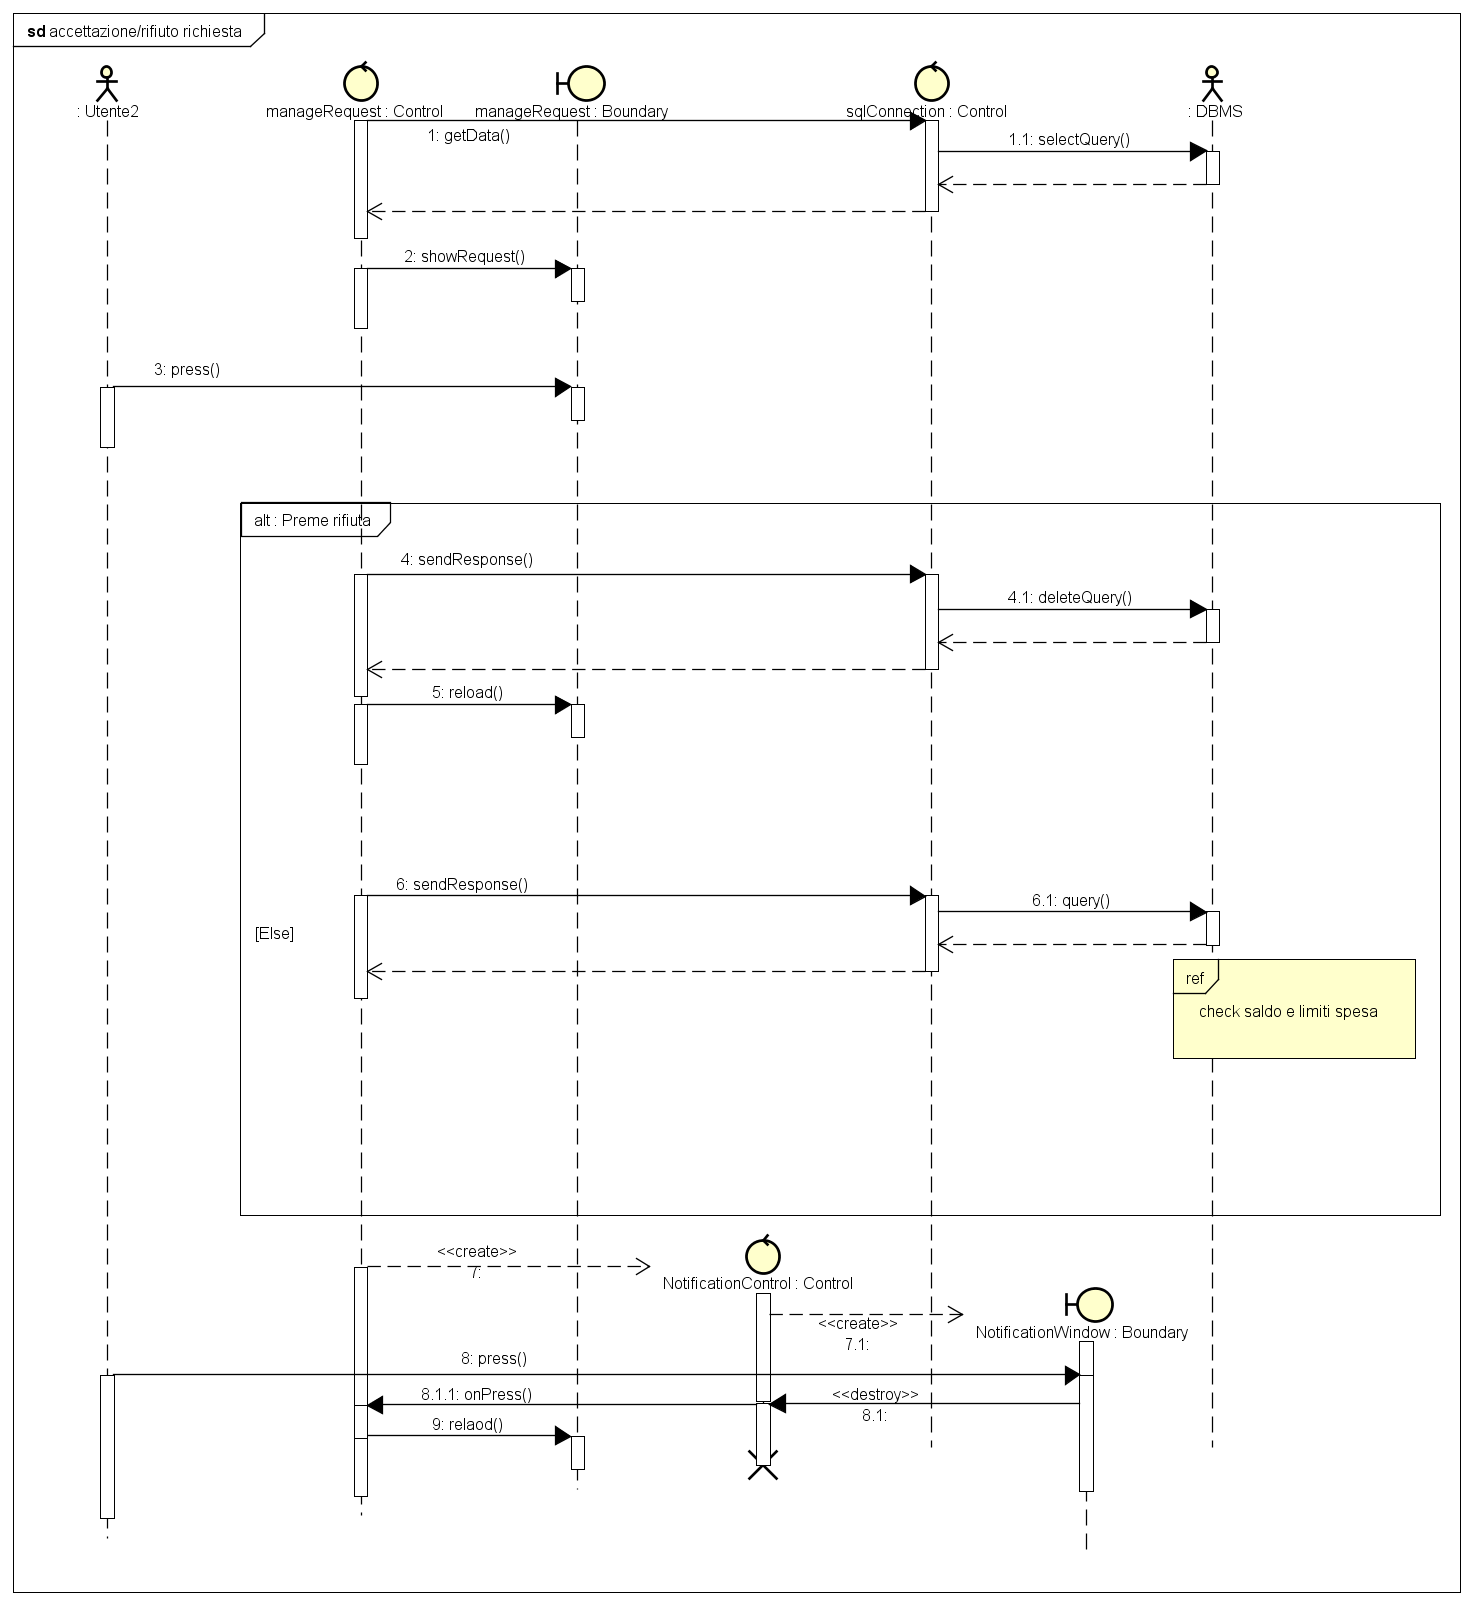 sd accettazione/rifiuto richiesta
: Utente2
manageRequest : Control
manageRequest : Boundary
sqlConnection : Control
: DBMS
1: getData()
1.1: selectQuery()
2: showRequest()
3: press()
alt : Preme rifiuta
4: sendResponse()
4.1: deleteQuery()
5: reload()
6: sendResponse()
6.1: query()
[Else]
ref
check saldo e limiti spesa
<<create>>
7:
NotificationControl : Control
<<create>>
7.1:
NotificationWindow : Boundary
8: press()
8.1.1: onPress()
<<destroy>>
8.1:
9: relaod()